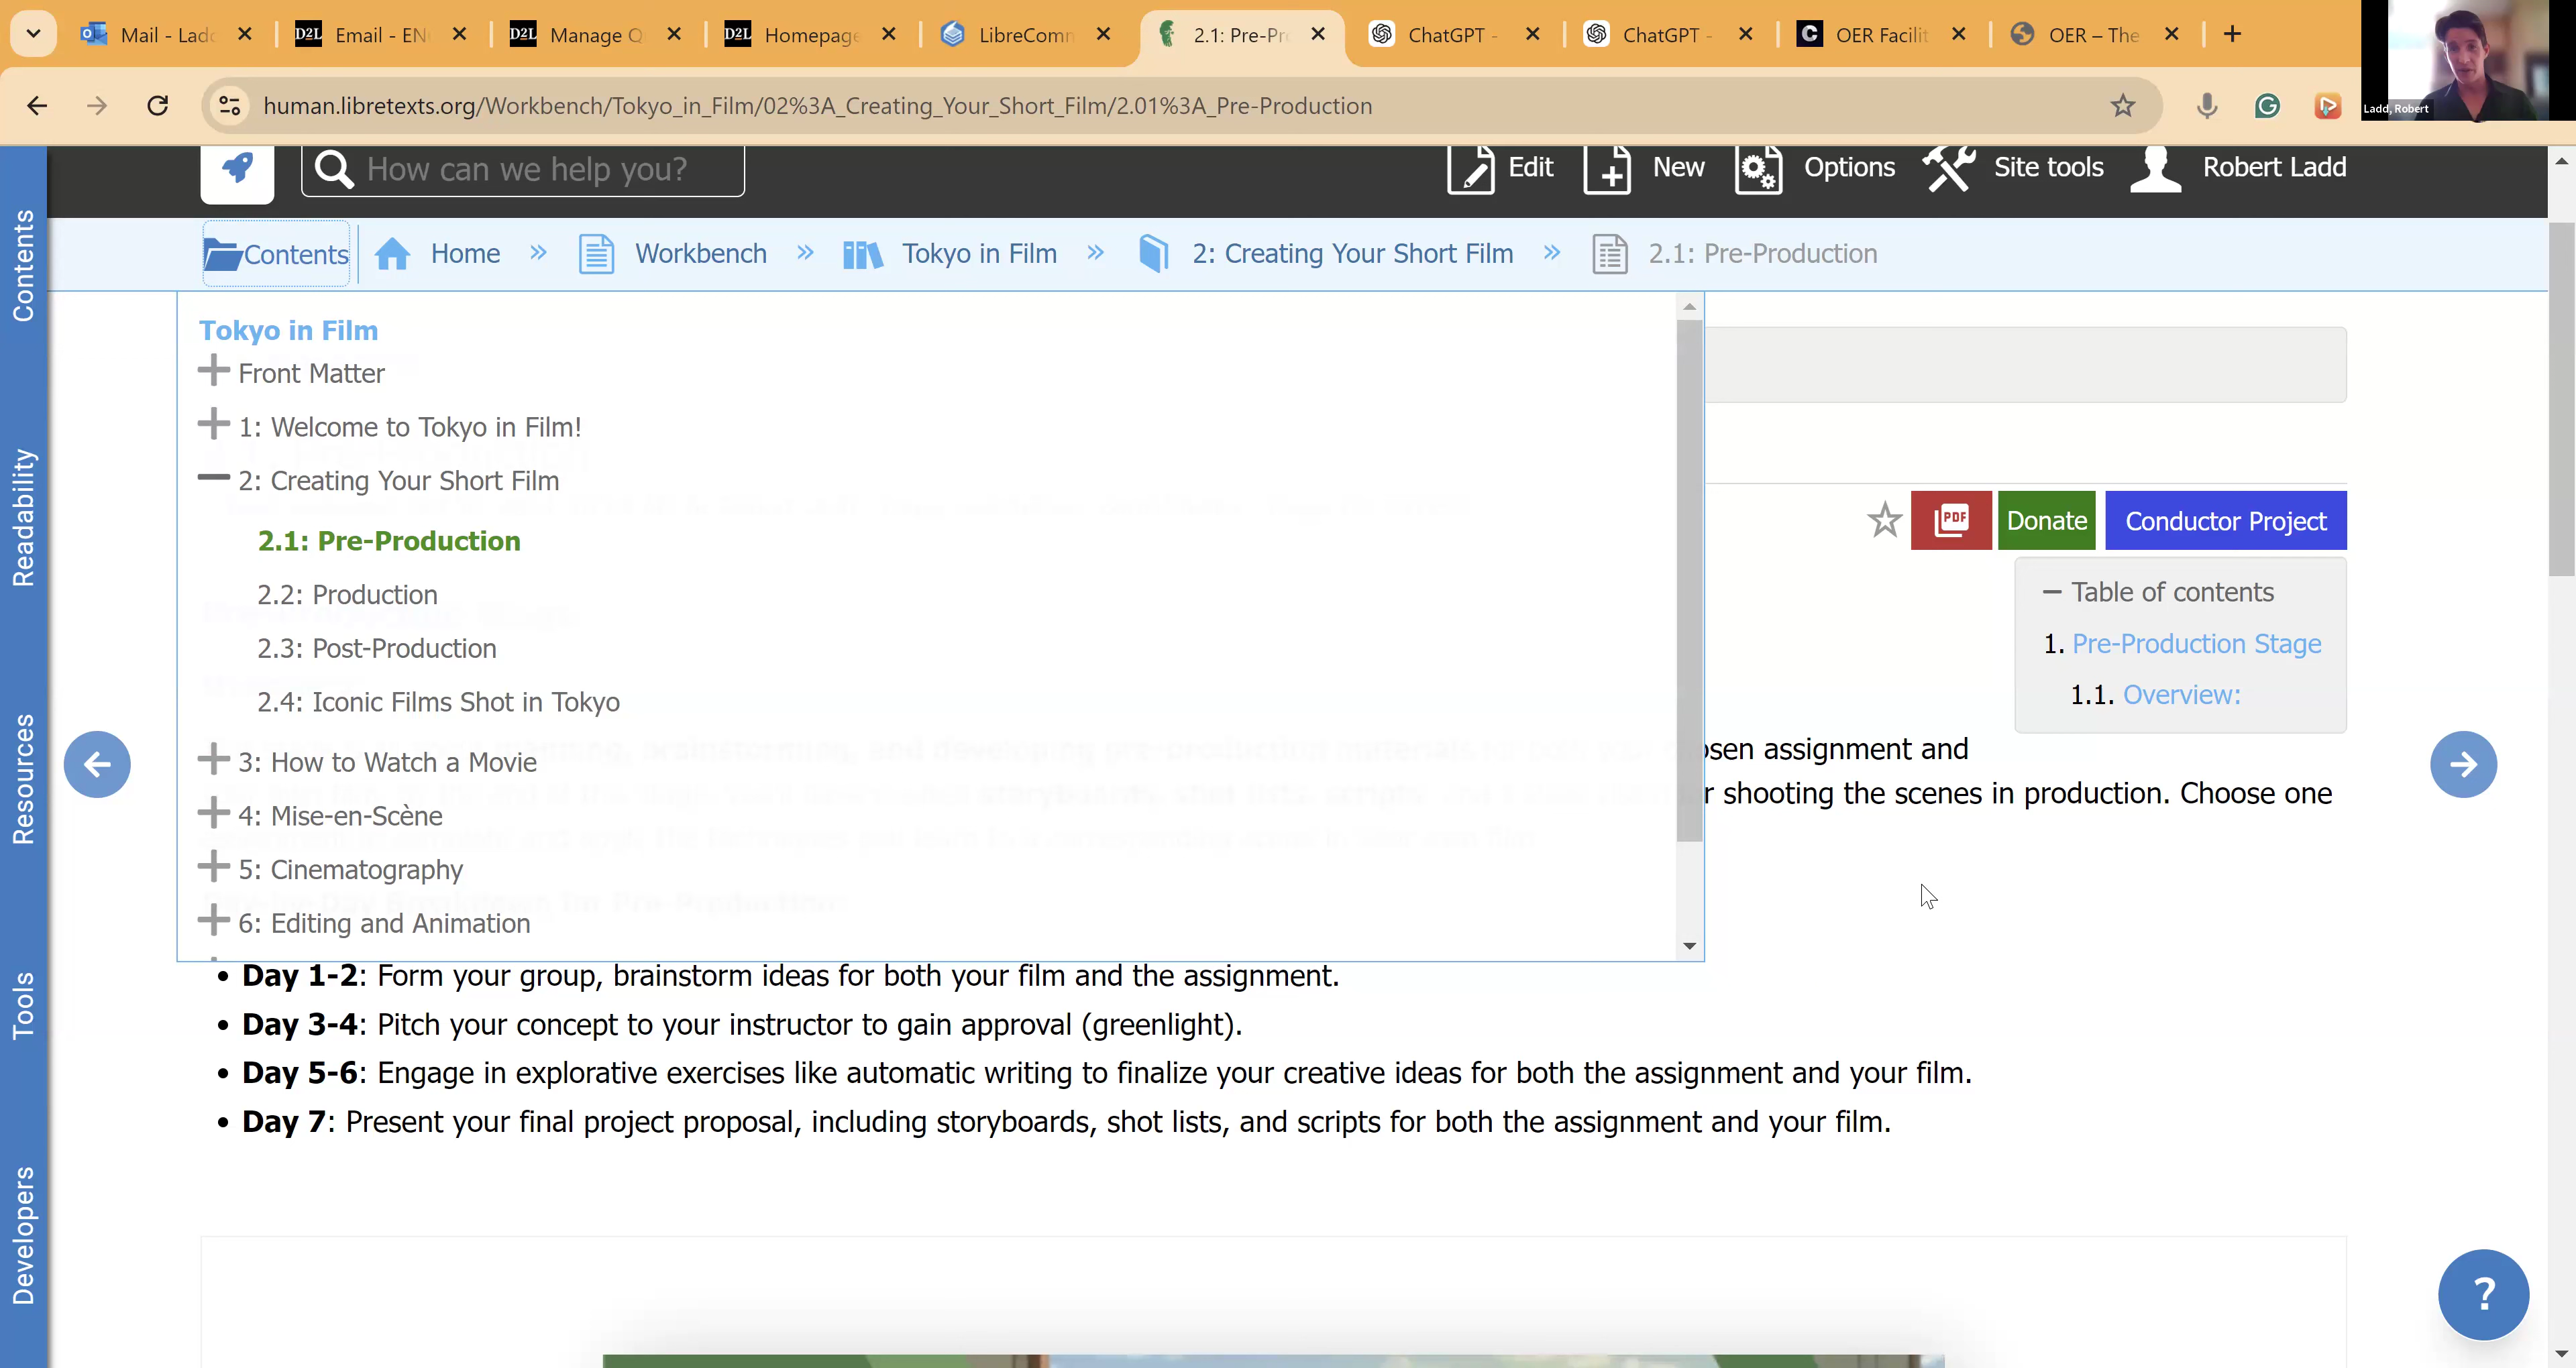 Mail - Lado
D2L Email - EN
D2L Manage Q
D2L Homepage
LibreComm
2.1: Pre-Pr
ChatGPT -
ChatGPT -
C OER Facilit
OER – The
human.libretexts.org/Workbench/Tokyo_in_Film/02%3A_Creating_Your_Short_Film/2.01%3A_Pre-Production
Ladd, Robert
How can we help you?
Edit
New
Options
Site tools
Robert Ladd
Contents
Home » Workbench » Tokyo in Film » 2: Creating Your Short Film » 2.1: Pre-Production
Contents
Readability
Resources
Tools
Developers
Tokyo in Film
Front Matter
1: Welcome to Tokyo in Film!
2: Creating Your Short Film
2.1: Pre-Production
2.2: Production
2.3: Post-Production
2.4: Iconic Films Shot in Tokyo
3: How to Watch a Movie
4: Mise-en-Scène
5: Cinematography
6: Editing and Animation
PDF
Donate
Conductor Project
Table of contents
1. Pre-Production Stage
1.1. Overview:
osen assignment and
r shooting the scenes in production. Choose one
• Day 1-2: Form your group, brainstorm ideas for both your film and the assignment.
• Day 3-4: Pitch your concept to your instructor to gain approval (greenlight).
• Day 5-6: Engage in explorative exercises like automatic writing to finalize your creative ideas for both the assignment and your film.
• Day 7: Present your final project proposal, including storyboards, shot lists, and scripts for both the assignment and your film.
?